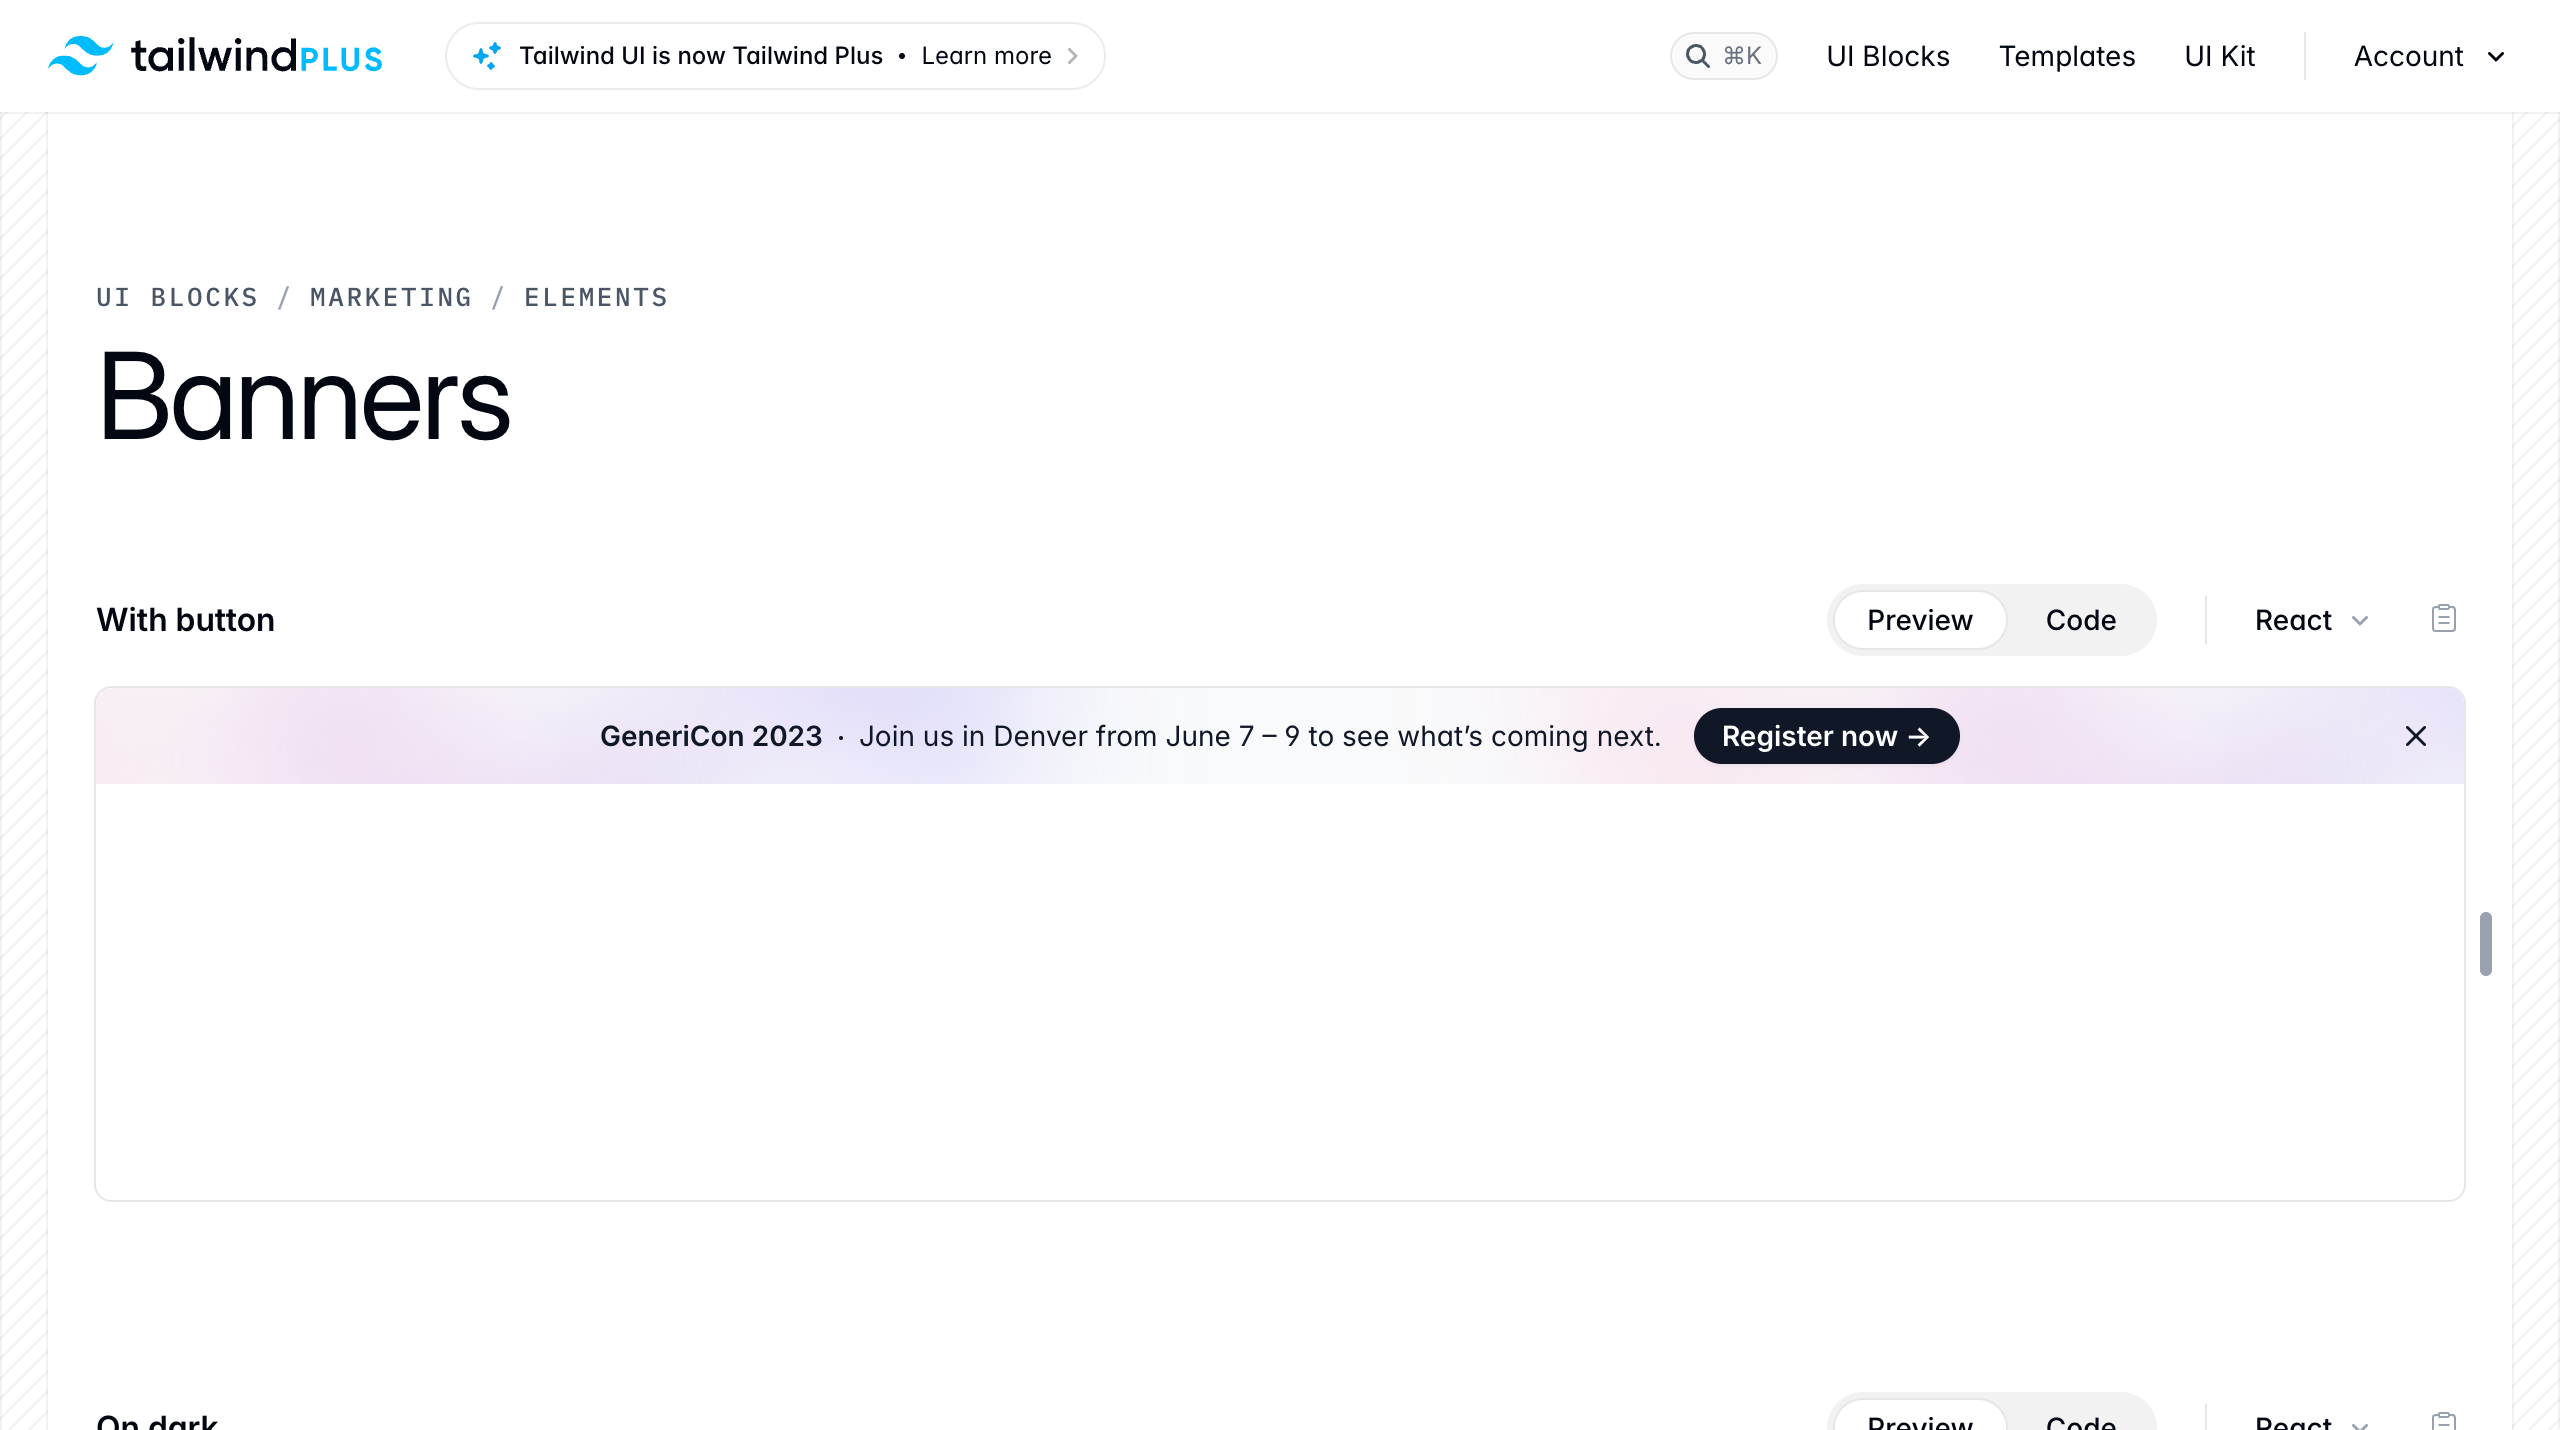 tailwindPLUS
Tailwind UI is now Tailwind Plus • Learn more
⌘K
UI Blocks
Templates
UI Kit
Account
UI BLOCKS / MARKETING / ELEMENTS
Banners
With button
Preview
Code
React
GeneriCon 2023 · Join us in Denver from June 7 – 9 to see what’s coming next.
Register now →
On dark
Preview
Code
React